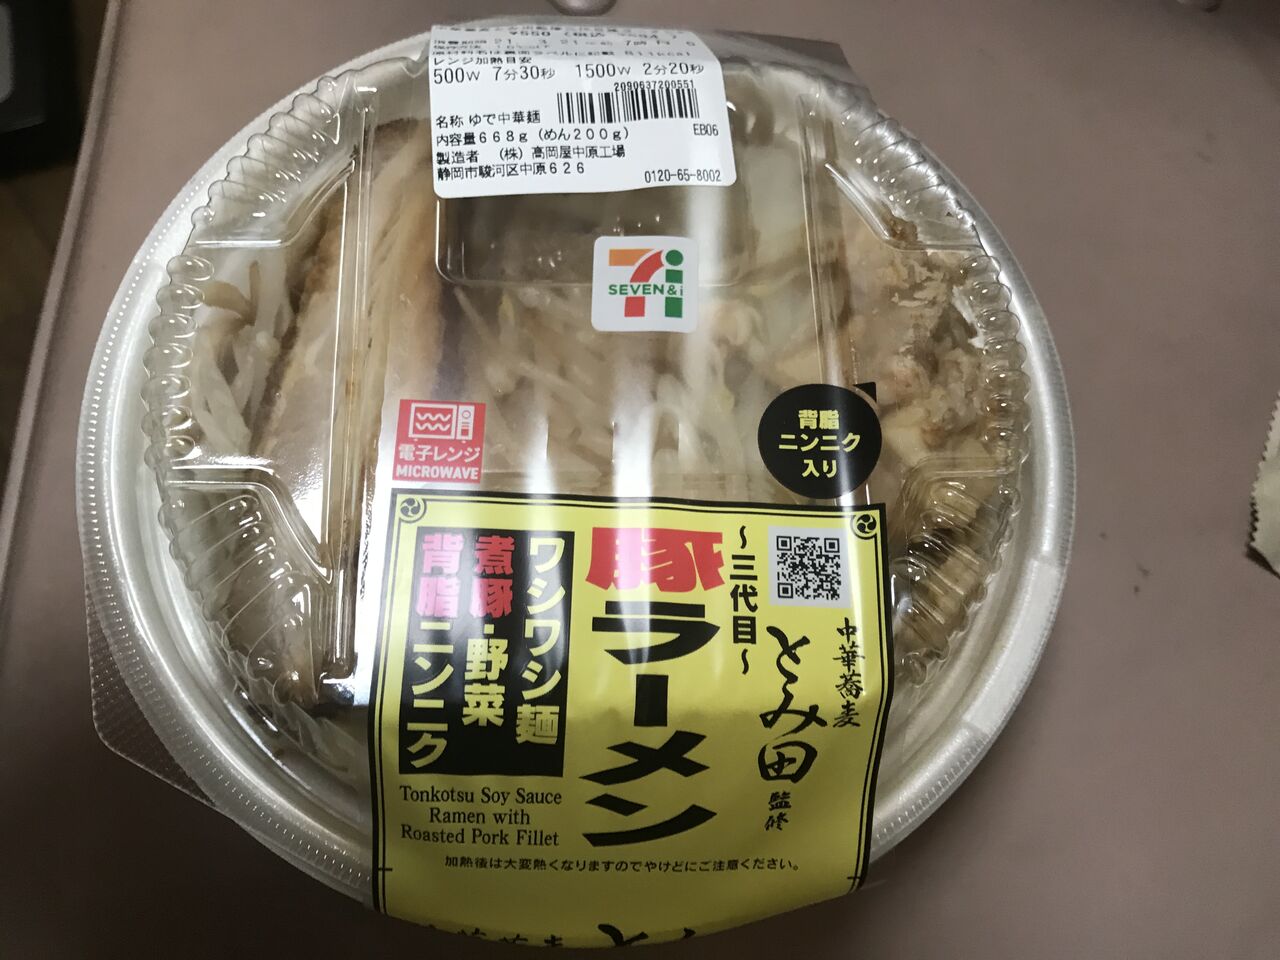 ¥550
500W 7分30秒 1500W 2分20秒
レンジ加熱目安
2090637200551
名称 ゆで中華麺
内容量668g（めん200g）
EB06
製造者 （株）高岡屋中原工場
静岡市駿河区中原626
0120-65-8002
SEVEN&i
電子レンジ
MICROWAVE
背脂
ニンニク
入り
中華蕎麦
とみ田
監修
〜三代目〜
豚ラーメン
ワシワシ麺
煮豚・野菜
背脂ニンニク
Tonkotsu Soy Sauce
Ramen with
Roasted Pork Fillet
加熱後は大変熱くなりますのでやけどにご注意ください。